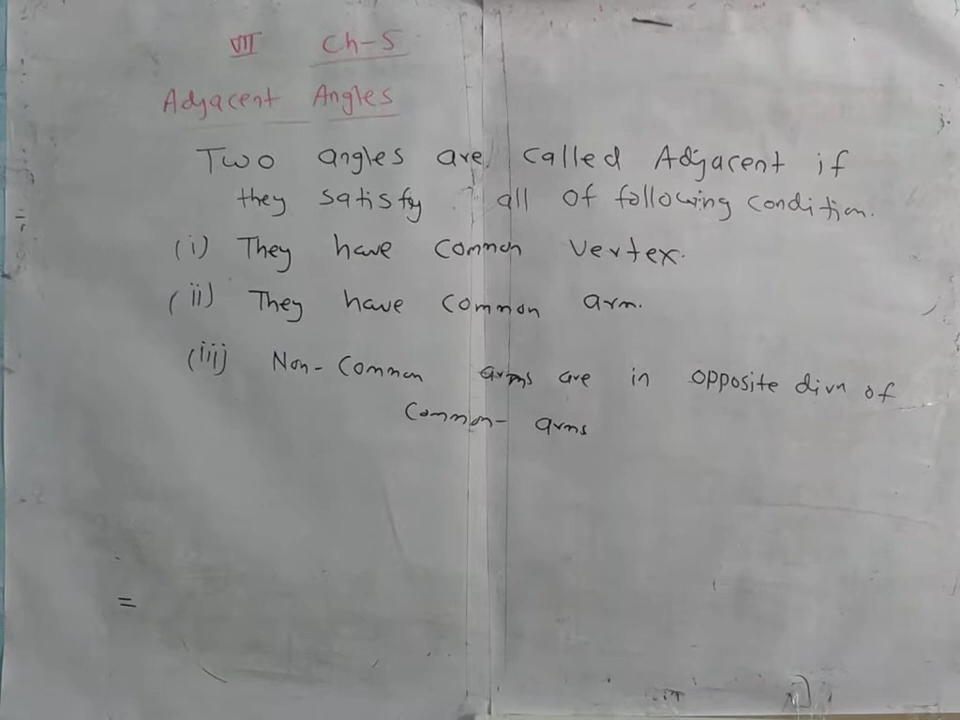 VII Ch-5
Adjacent Angles
Two angles are called Adjacent if
they satisfy all of following condition.
(i) They have common vertex.
(ii) They have common arm.
(iii) Non-common arms are in opposite dirn of
common- arms
=